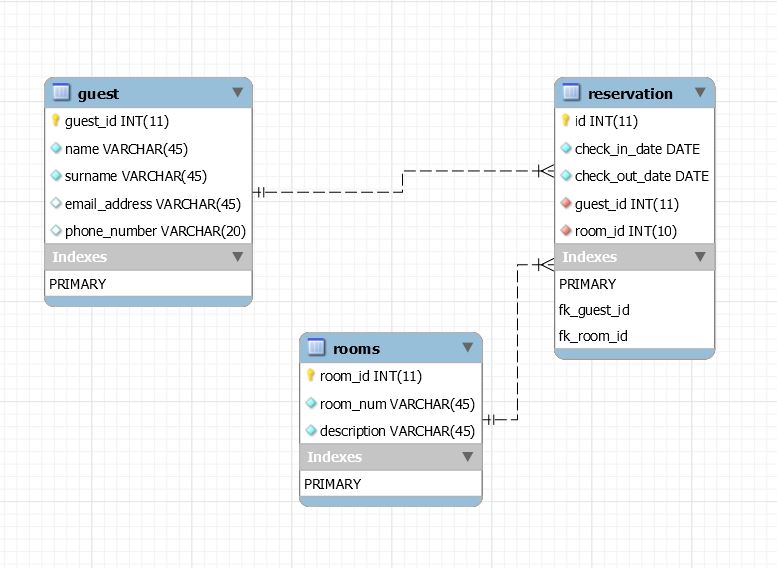 guest
guest_id INT(11)
name VARCHAR(45)
surname VARCHAR(45)
email_address VARCHAR(45)
phone_number VARCHAR(20)
Indexes
PRIMARY
reservation
id INT(11)
check_in_date DATE
check_out_date DATE
guest_id INT(11)
room_id INT(10)
Indexes
PRIMARY
fk_guest_id
fk_room_id
rooms
room_id INT(11)
room_num VARCHAR(45)
description VARCHAR(45)
Indexes
PRIMARY